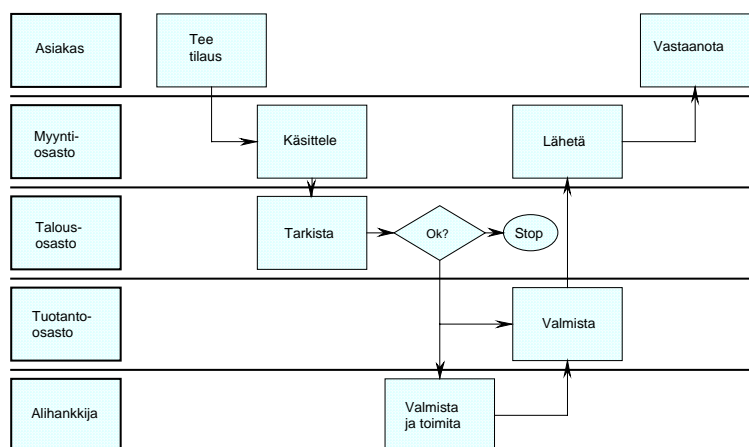 Asiakas
Tee
tilaus
Vastaanota
Myynti-
osasto
Käsittele
Lähetä
Talous-
osasto
Tarkista
Ok?
Stop
Tuotanto-
osasto
Valmista
Alihankkija
Valmista
ja toimita